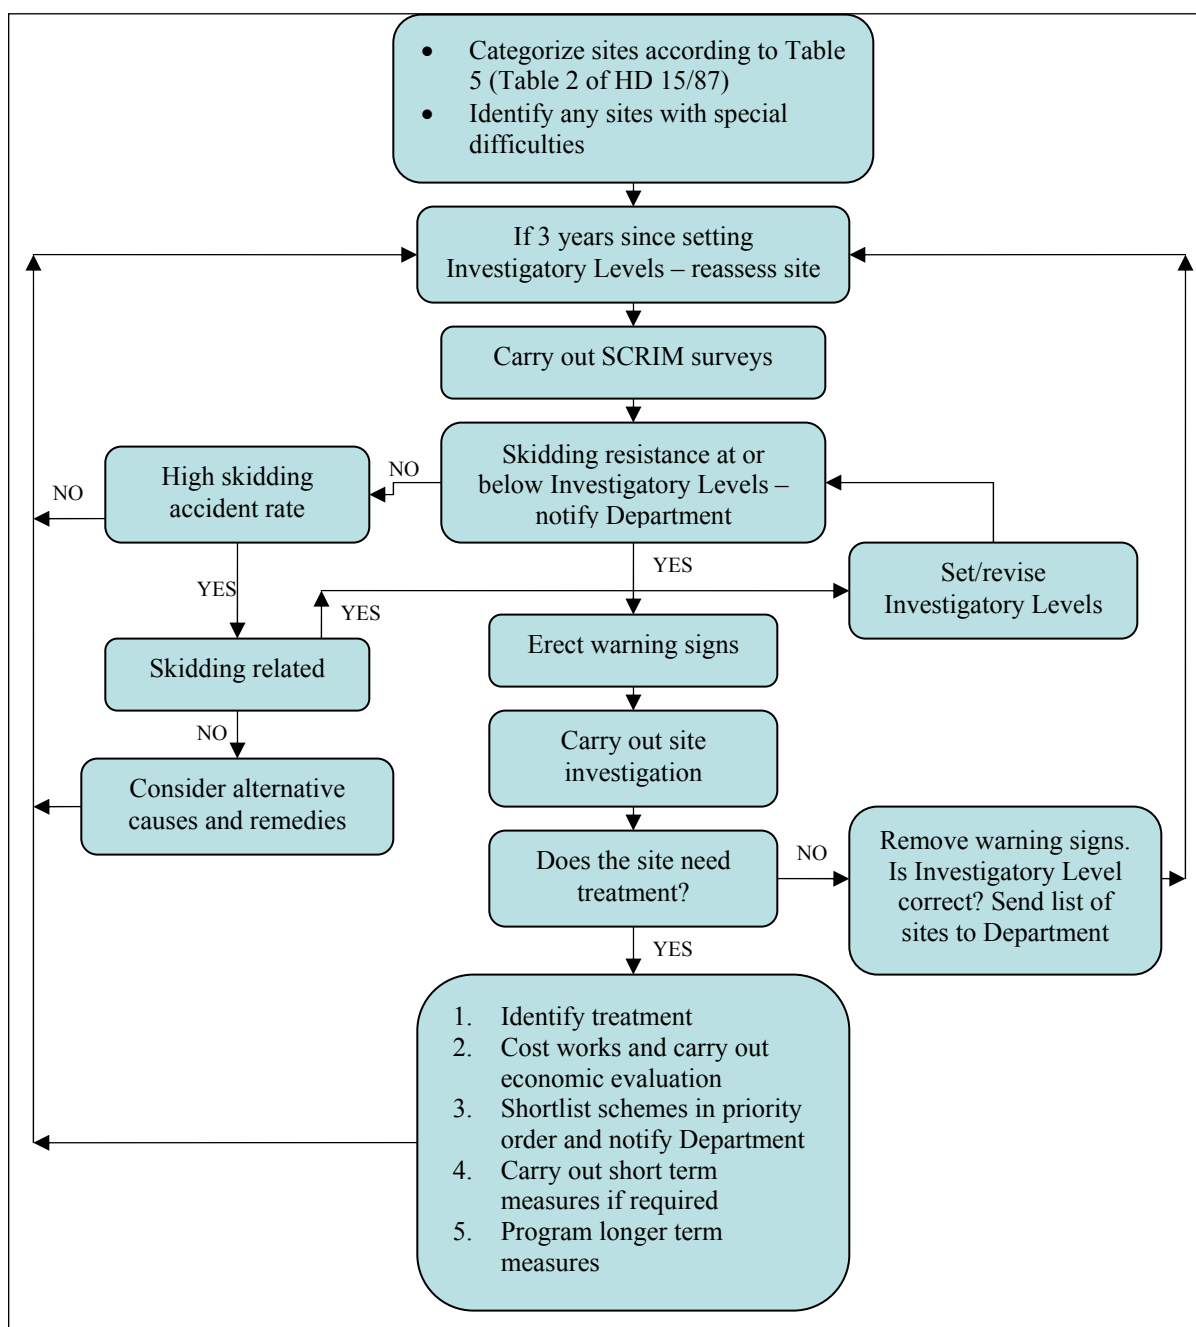 • Categorize sites according to Table
5 (Table 2 of HD 15/87)
• Identify any sites with special
difficulties
If 3 years since setting
Investigatory Levels – reassess site
Carry out SCRIM surveys
Skidding resistance at or
below Investigatory Levels –
notify Department
NO
High skidding
accident rate
NO
YES
YES
YES
Set/revise
Investigatory Levels
Skidding related
Erect warning signs
NO
Consider alternative
causes and remedies
Carry out site
investigation
Does the site need
treatment?
NO
Remove warning signs.
Is Investigatory Level
correct? Send list of
sites to Department
YES
1. Identify treatment
2. Cost works and carry out
economic evaluation
3. Shortlist schemes in priority
order and notify Department
4. Carry out short term
measures if required
5. Program longer term
measures